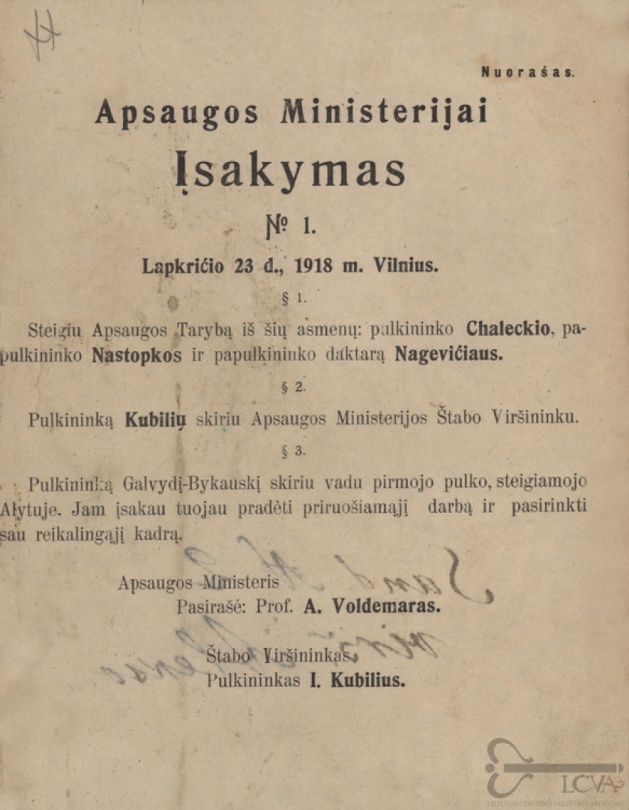 Nuorašas.
Apsaugos Ministerijai
Įsakymas
№ 1.
Lapkričio 23 d., 1918 m. Vilnius.
§ 1.
Steigiu Apsaugos Tarybą iš šių asmenų: pulkininko Chaleckio, pa-
pulkininko Nastopkos ir papulkininko daktarą Nagevičiaus.
§ 2.
Pulkininką Kubilių skiriu Apsaugos Ministerijos Štabo Viršininku.
§ 3.
Pulkininką Galvydį-Bykauskį skiriu vadu pirmojo pulko, steigiamojo
Alytuje. Jam įsakau tuojau pradėti priruošiamąjį darbą ir pasirinkti
sau reikalingąjį kadrą.
Apsaugos Ministeris
Pasirašė: Prof. A. Voldemaras.
Štabo Viršininkas
Pulkininkas I. Kubilius.
LCVA